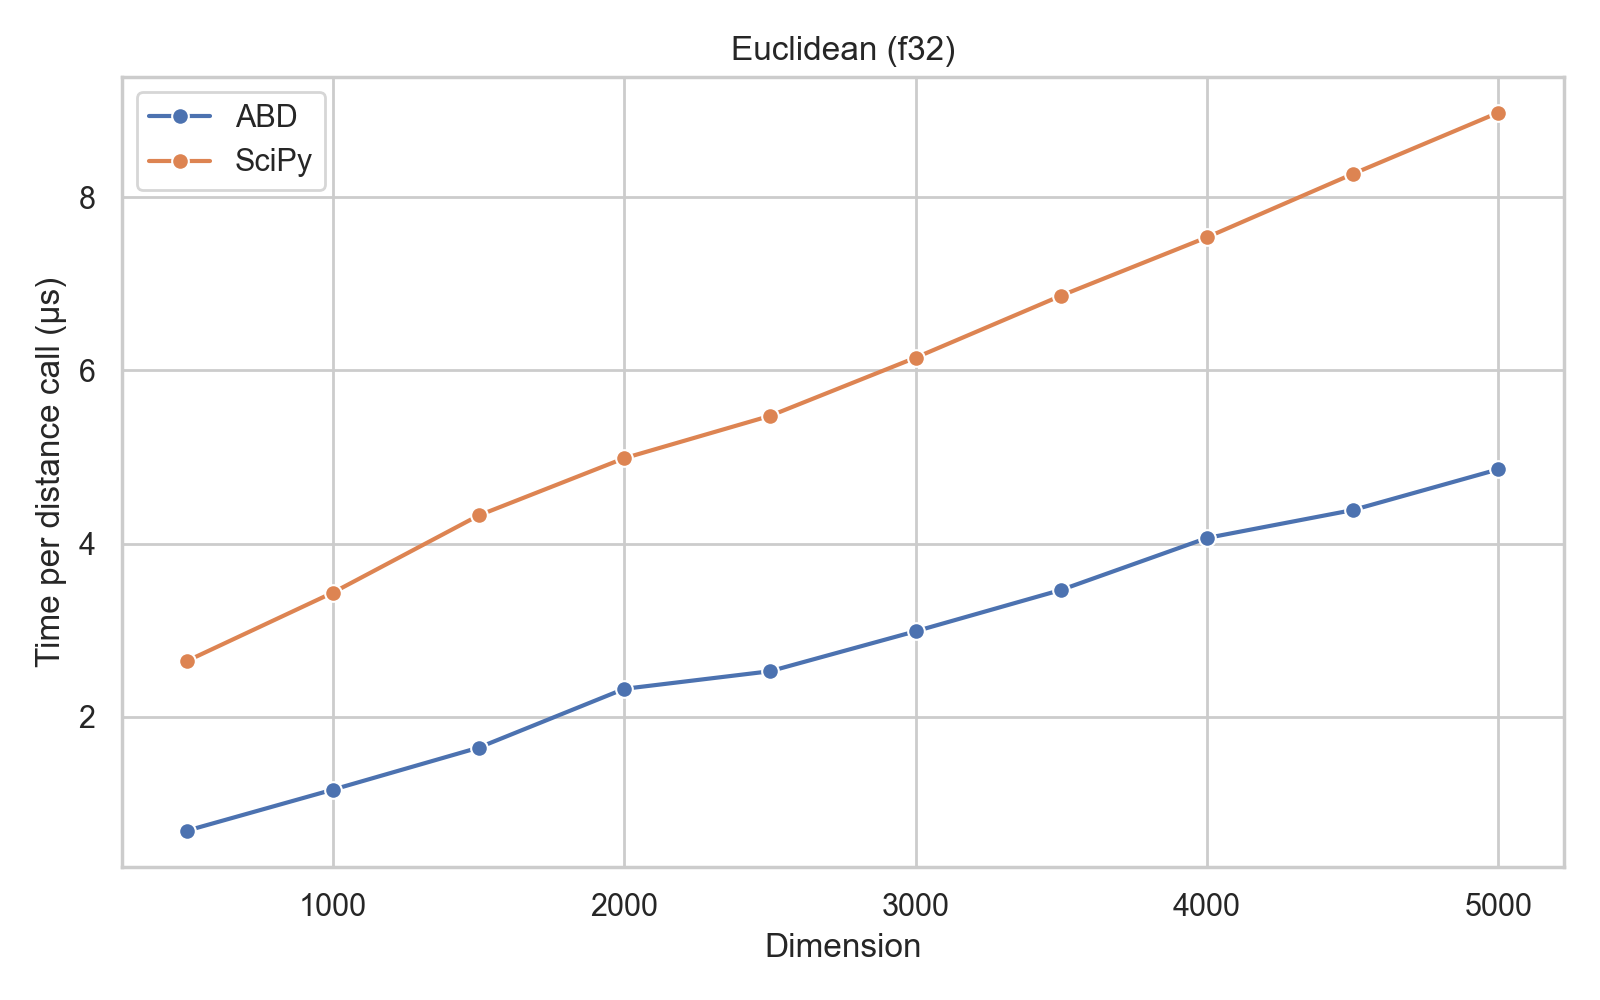 Euclidean (f32)
ABD
SciPy
Time per distance call (µs)
8
6
4
2
1000 2000 3000 4000 5000
Dimension